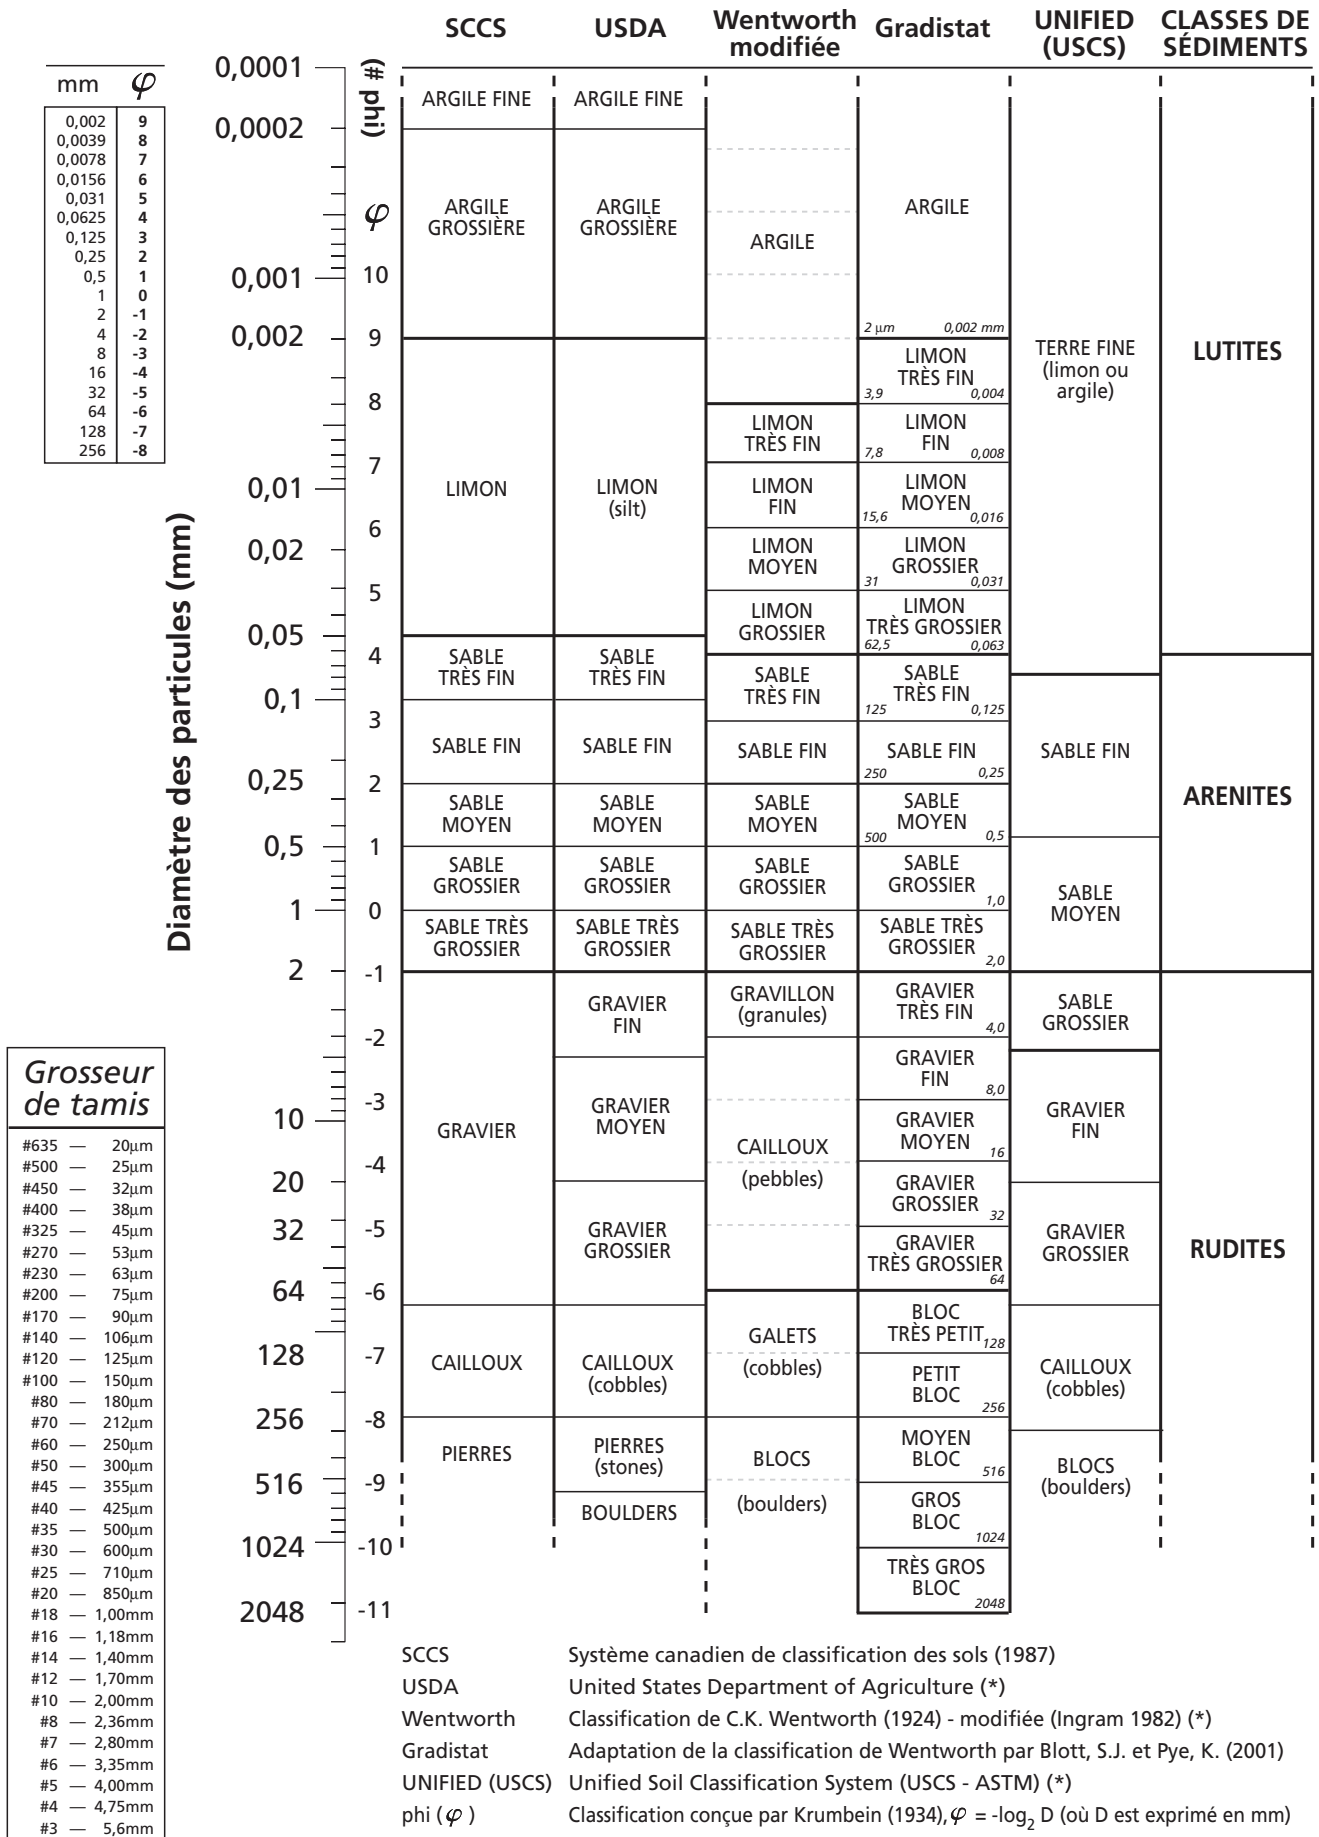 SCCS USDA Wentworth modifiée Gradistat UNIFIED (USCS) CLASSES DE SÉDIMENTS
mm φ
0,002 9
0,0039 8
0,0078 7
0,0156 6
0,031 5
0,0625 4
0,125 3
0,25 2
0,5 1
1 0
2 -1
4 -2
8 -3
16 -4
32 -5
64 -6
128 -7
256 -8
Diamètre des particules (mm)
0,0001
0,0002
0,001
0,002
0,01
0,02
0,05
0,1
0,25
0,5
1
2
10
20
32
64
128
256
516
1024
2048
(# phi)
φ
10
9
8
7
6
5
4
3
2
1
0
-1
-2
-3
-4
-5
-6
-7
-8
-9
-10
-11
ARGILE FINE
ARGILE
GROSSIÈRE
LIMON
SABLE
TRÈS FIN
SABLE FIN
SABLE
MOYEN
SABLE
GROSSIER
SABLE TRÈS
GROSSIER
GRAVIER
CAILLOUX
PIERRES
ARGILE FINE
ARGILE
GROSSIÈRE
LIMON
(silt)
SABLE
TRÈS FIN
SABLE FIN
SABLE
MOYEN
SABLE
GROSSIER
SABLE TRÈS
GROSSIER
GRAVIER
FIN
GRAVIER
MOYEN
GRAVIER
GROSSIER
CAILLOUX
(cobbles)
PIERRES
(stones)
BOULDERS
ARGILE
LIMON
TRÈS FIN
LIMON
FIN
LIMON
MOYEN
LIMON
GROSSIER
SABLE
TRÈS FIN
SABLE FIN
SABLE
MOYEN
SABLE
GROSSIER
SABLE TRÈS
GROSSIER
GRAVILLON
(granules)
CAILLOUX
(pebbles)
GALETS
(cobbles)
BLOCS
(boulders)
ARGILE
2 µm 0,002 mm
LIMON
TRÈS FIN
3,9 0,004
LIMON
FIN
7,8 0,008
LIMON
MOYEN
15,6 0,016
LIMON
GROSSIER
31 0,031
LIMON
TRÈS GROSSIER
62,5 0,063
SABLE
TRÈS FIN
125 0,125
SABLE FIN
250 0,25
SABLE
MOYEN
500 0,5
SABLE
GROSSIER
1,0
SABLE TRÈS
GROSSIER
2,0
GRAVIER
TRÈS FIN
4,0
GRAVIER
FIN
8,0
GRAVIER
MOYEN
16
GRAVIER
GROSSIER
32
GRAVIER
TRÈS GROSSIER
64
BLOC
TRÈS PETIT
128
PETIT
BLOC
256
MOYEN
BLOC
516
GROS
BLOC
1024
TRÈS GROS
BLOC
2048
TERRE FINE
(limon ou
argile)
SABLE FIN
SABLE
MOYEN
SABLE
GROSSIER
GRAVIER
FIN
GRAVIER
GROSSIER
CAILLOUX
(cobbles)
BLOCS
(boulders)
LUTITES
ARENITES
RUDITES
Grosseur
de tamis
#635 — 20µm
#500 — 25µm
#450 — 32µm
#400 — 38µm
#325 — 45µm
#270 — 53µm
#230 — 63µm
#200 — 75µm
#170 — 90µm
#140 — 106µm
#120 — 125µm
#100 — 150µm
#80 — 180µm
#70 — 212µm
#60 — 250µm
#50 — 300µm
#45 — 355µm
#40 — 425µm
#35 — 500µm
#30 — 600µm
#25 — 710µm
#20 — 850µm
#18 — 1,00mm
#16 — 1,18mm
#14 — 1,40mm
#12 — 1,70mm
#10 — 2,00mm
#8 — 2,36mm
#7 — 2,80mm
#6 — 3,35mm
#5 — 4,00mm
#4 — 4,75mm
#3 — 5,6mm
SCCS Système canadien de classification des sols (1987)
USDA United States Department of Agriculture (*)
Wentworth Classification de C.K. Wentworth (1924) - modifiée (Ingram 1982) (*)
Gradistat Adaptation de la classification de Wentworth par Blott, S.J. et Pye, K. (2001)
UNIFIED (USCS) Unified Soil Classification System (USCS - ASTM) (*)
phi (φ ) Classification conçue par Krumbein (1934), φ = -log2 D (où D est exprimé en mm)